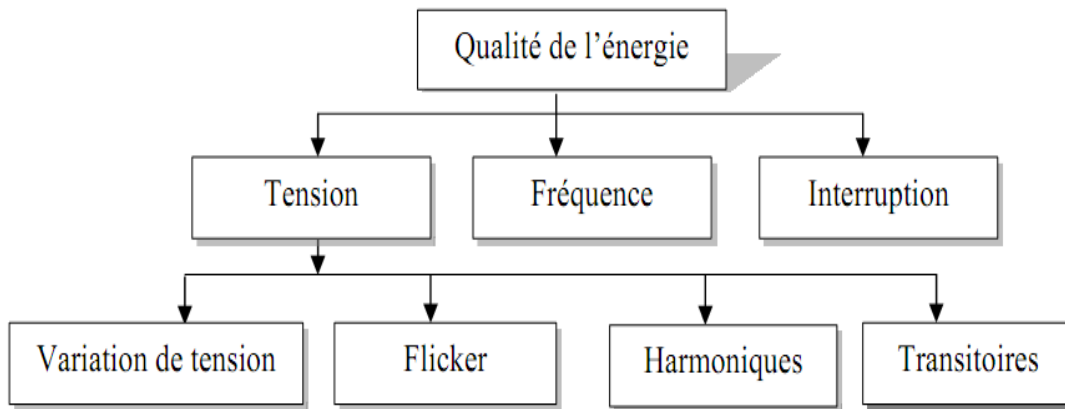 Qualité de l’énergie
Tension
Fréquence
Interruption
Variation de tension
Flicker
Harmoniques
Transitoires